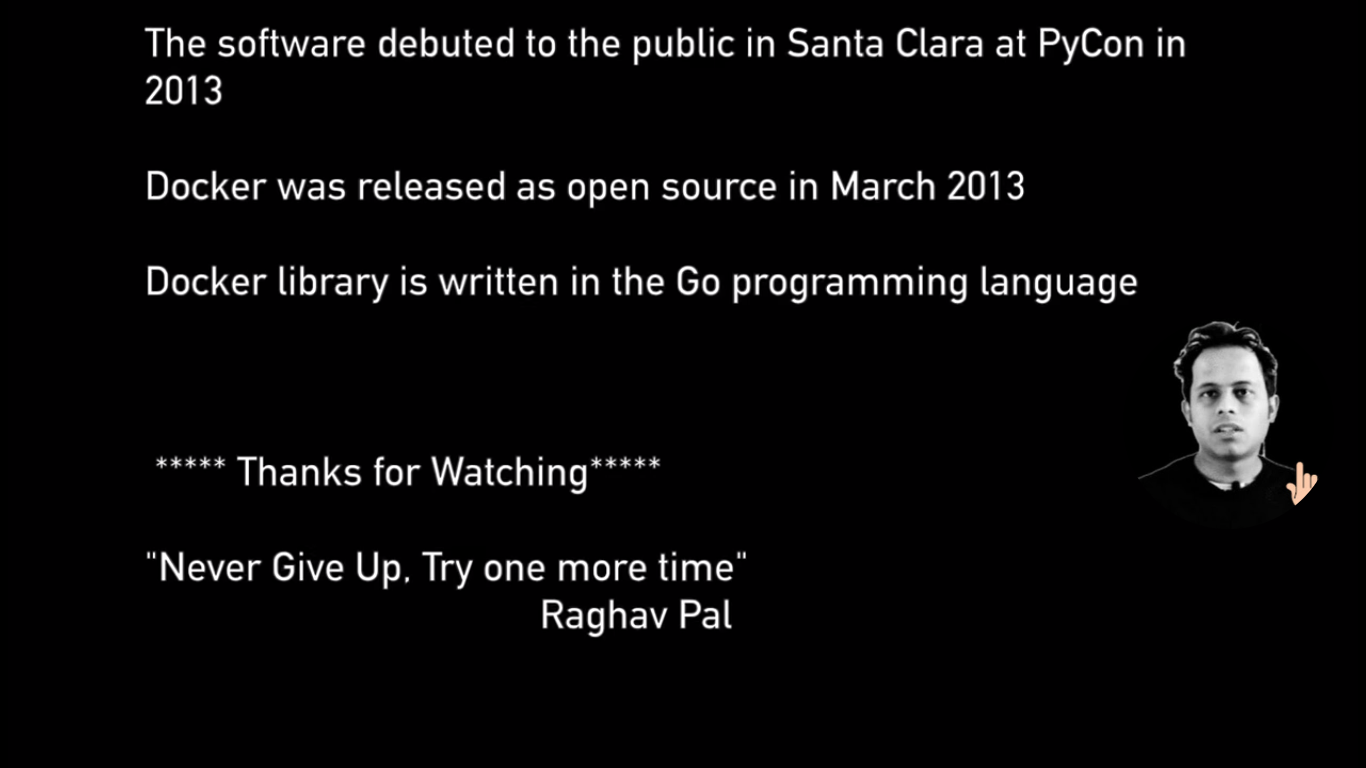 The software debuted to the public in Santa Clara at PyCon in
2013
Docker was released as open source in March 2013
Docker library is written in the Go programming language
***** Thanks for Watching*****
"Never Give Up, Try one more time"
Raghav Pal